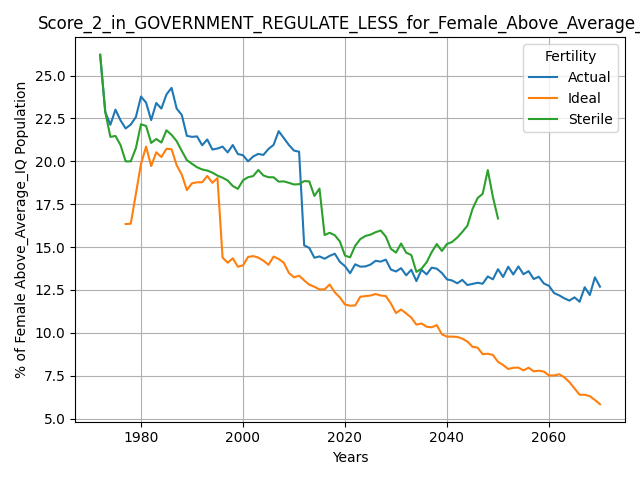 Score_2_in_GOVERNMENT_REGULATE_LESS_for_Female_Above_Average_
Fertility
Actual
Ideal
Sterile
% of Female Above_Average_IQ Population
25.0
22.5
20.0
17.5
15.0
12.5
10.0
7.5
5.0
1980
2000
2020
2040
2060
Years